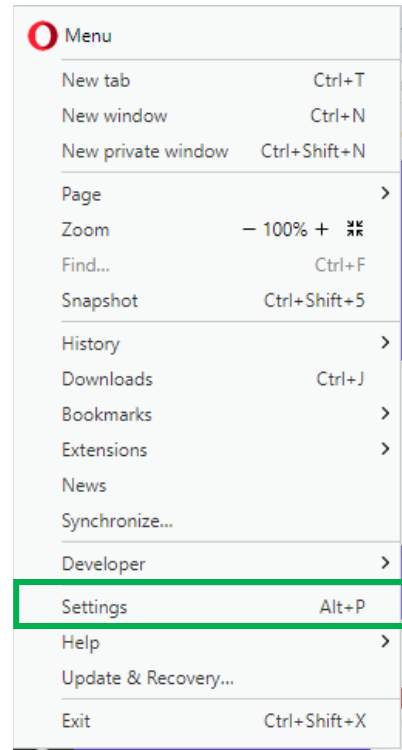 Menu
New tab Ctrl+T
New window Ctrl+N
New private window Ctrl+Shift+N
Page
Zoom − 100% +
Find... Ctrl+F
Snapshot Ctrl+Shift+5
History
Downloads Ctrl+J
Bookmarks
Extensions
News
Synchronize...
Developer
Settings Alt+P
Help
Update & Recovery...
Exit Ctrl+Shift+X